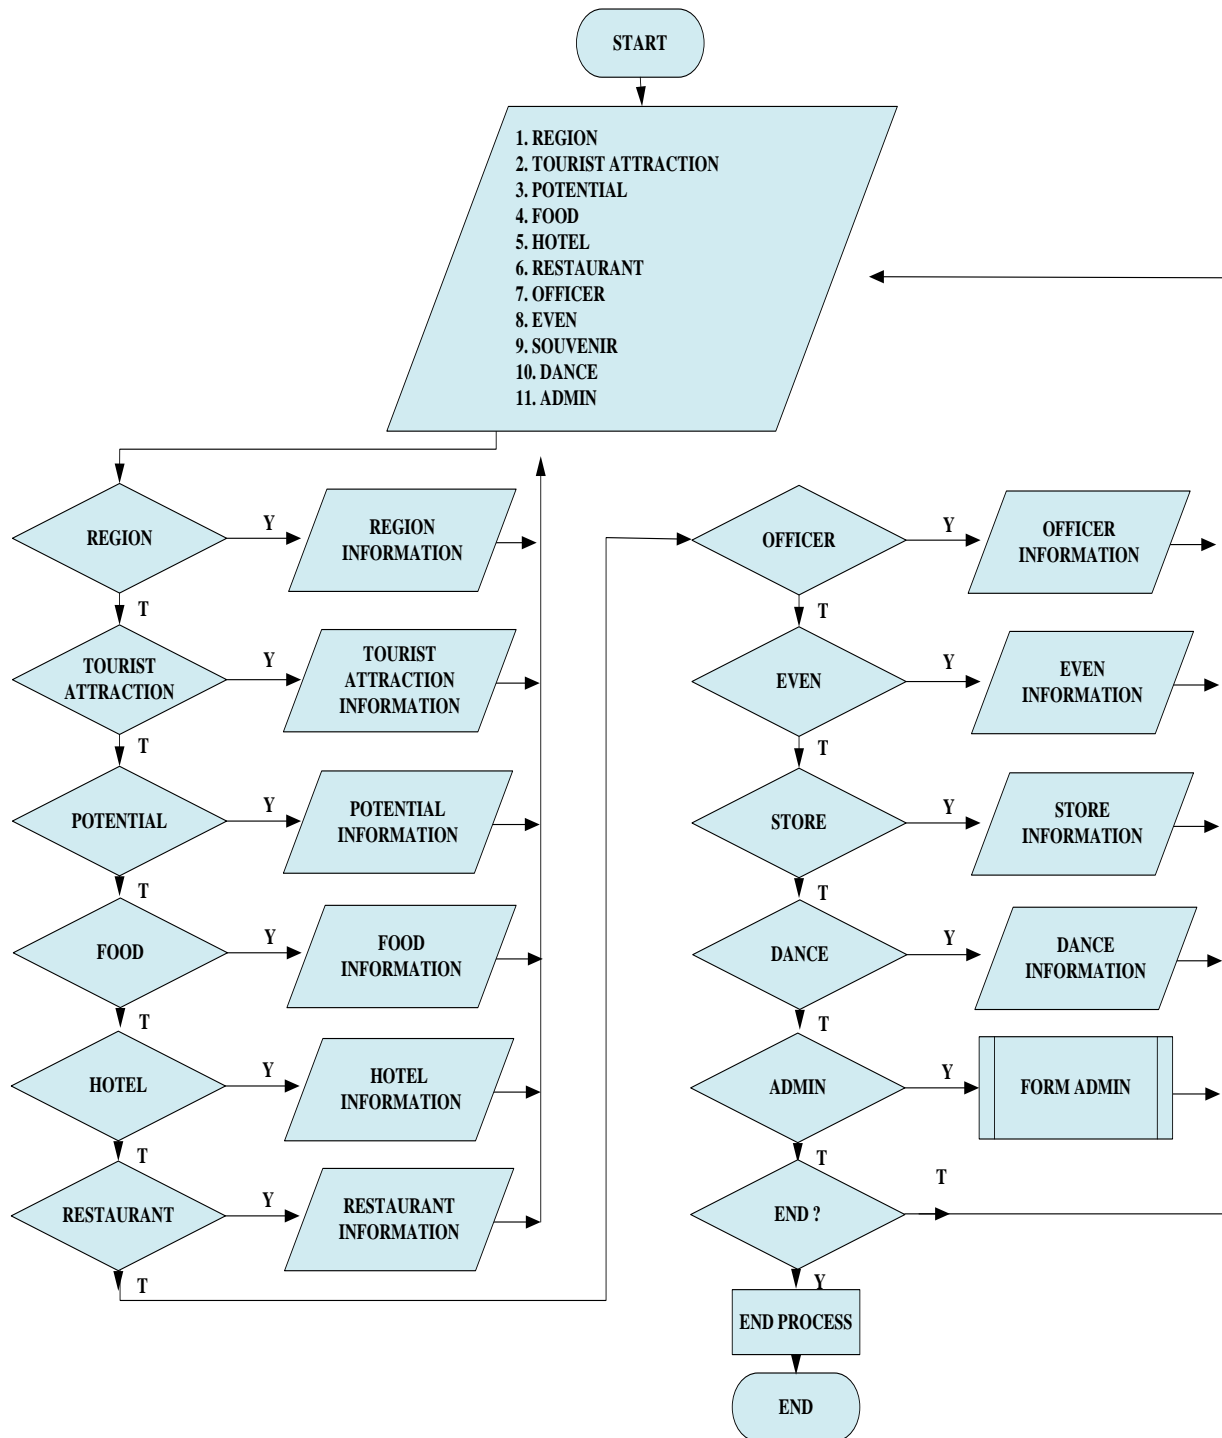 START
1. REGION
2. TOURIST ATTRACTION
3. POTENTIAL
4. FOOD
5. HOTEL
6. RESTAURANT
7. OFFICER
8. EVEN
9. SOUVENIR
10. DANCE
11. ADMIN
REGION
Y
REGION
INFORMATION
T
TOURIST
ATTRACTION
Y
TOURIST
ATTRACTION
INFORMATION
T
POTENTIAL
Y
POTENTIAL
INFORMATION
T
FOOD
Y
FOOD
INFORMATION
T
HOTEL
Y
HOTEL
INFORMATION
T
RESTAURANT
Y
RESTAURANT
INFORMATION
T
OFFICER
Y
OFFICER
INFORMATION
T
EVEN
Y
EVEN
INFORMATION
T
STORE
Y
STORE
INFORMATION
T
DANCE
Y
DANCE
INFORMATION
T
ADMIN
Y
FORM ADMIN
T
END ?
T
Y
END PROCESS
END